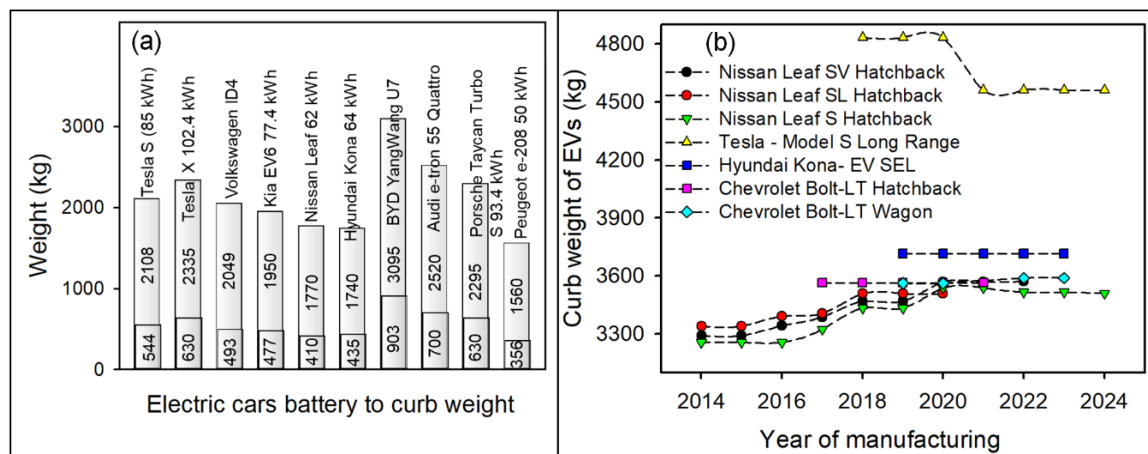 (a)
Weight (kg)
3000
2000
1000
0
Tesla S (85 kWh)
2108
544
Tesla X 102.4 kWh
2335
630
Volkswagen ID4
2049
493
Kia EV6 77.4 kWh
1950
477
Nissan Leaf 62 kWh
1770
410
Hyundai Kona 64 kWh
1740
435
BYD YangWang U7
3095
903
Audi e-tron 55 Quattro
2520
700
Porsche Taycan Turbo
S 93.4 kWh
2295
630
Peugeot e-208 50 kWh
1560
356
Electric cars battery to curb weight
(b)
Curb weight of EVs (kg)
4800
4500
4200
3900
3600
3300
Nissan Leaf SV Hatchback
Nissan Leaf SL Hatchback
Nissan Leaf S Hatchback
Tesla - Model S Long Range
Hyundai Kona- EV SEL
Chevrolet Bolt-LT Hatchback
Chevrolet Bolt-LT Wagon
2014 2016 2018 2020 2022 2024
Year of manufacturing